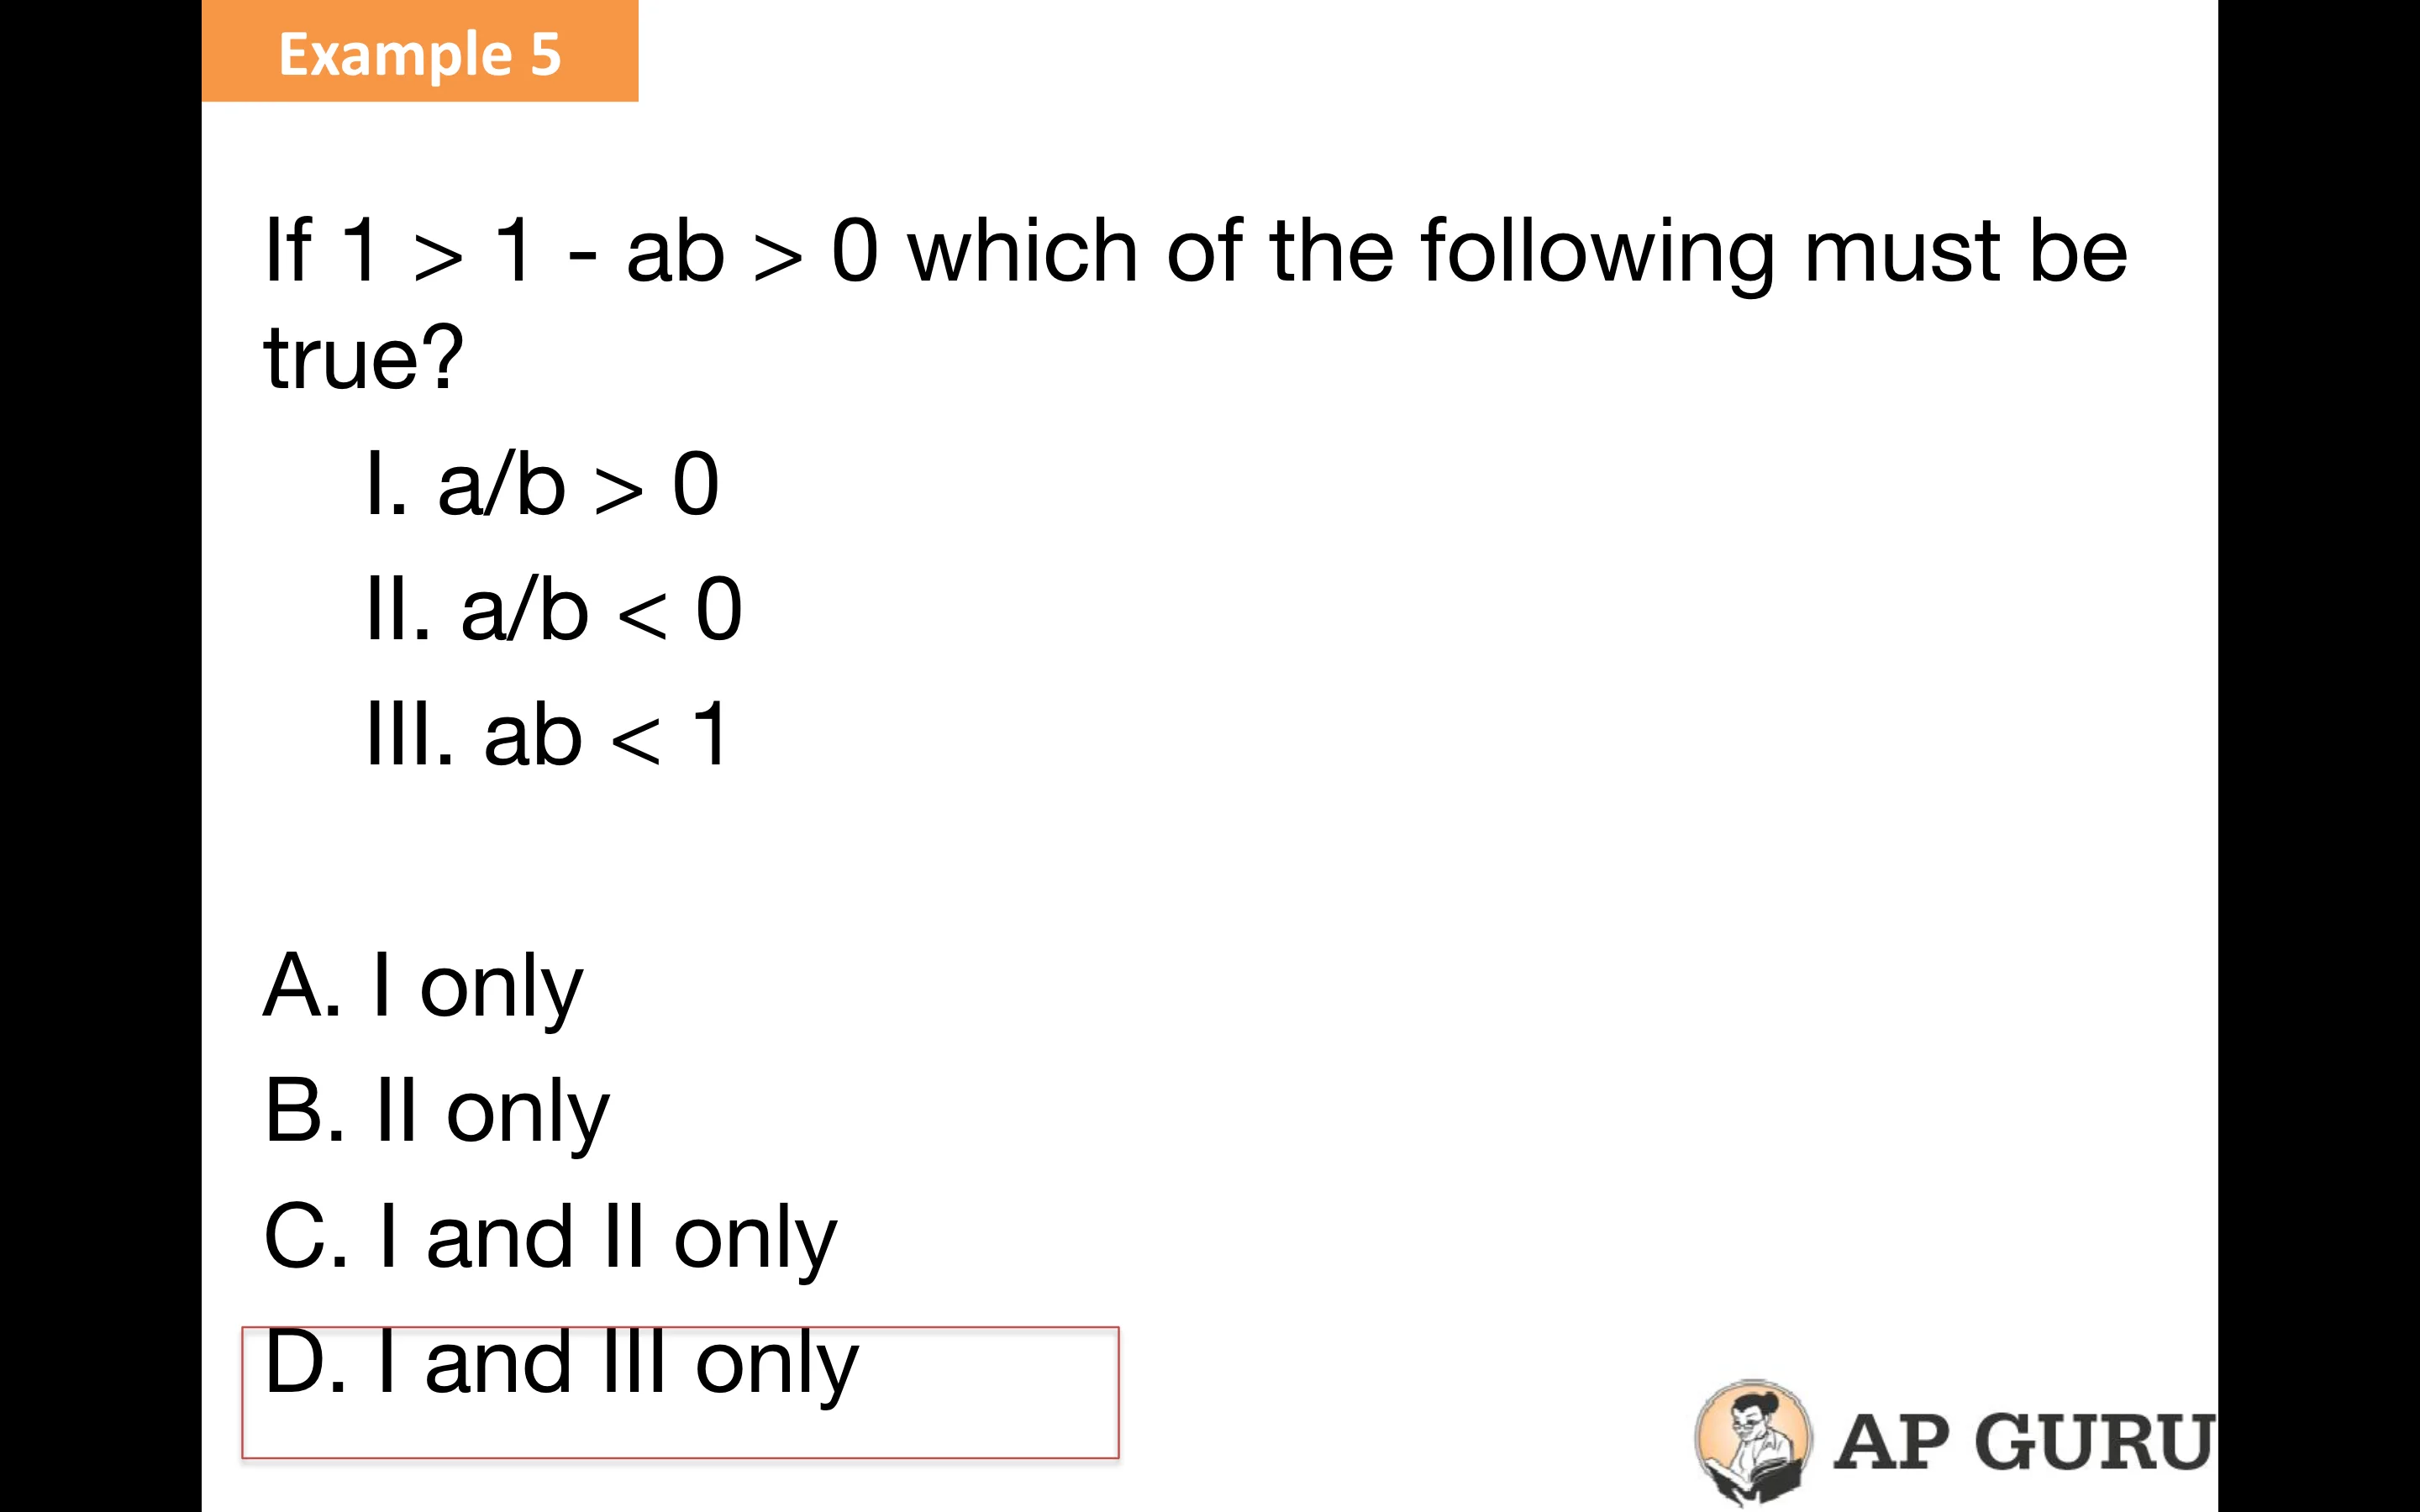 Example 5
If 1 > 1 - ab > 0 which of the following must be
true?
I. a/b > 0
II. a/b < 0
III. ab < 1
A. I only
B. II only
C. I and II only
D. I and III only
AP GURU